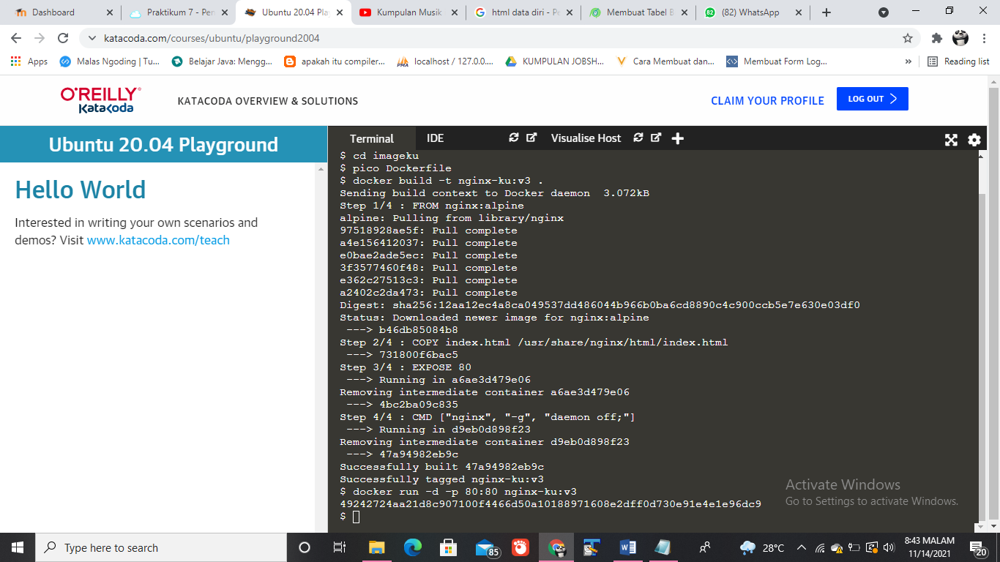 Dashboard
Praktikum 7 - Per
Ubuntu 20.04 Pla
Kumpulan Musik
html data diri - Pe
Membuat Tabel B
(82) WhatsApp
katacoda.com/courses/ubuntu/playground2004
Apps
Malas Ngoding | Tu...
Belajar Java: Mengg...
apakah itu compiler...
localhost / 127.0.0....
KUMPULAN JOBSH...
Cara Membuat dan...
Membuat Form Log...
»
Reading list
O'REILLY®
Katacoda
KATACODA OVERVIEW & SOLUTIONS
CLAIM YOUR PROFILE
LOG OUT
Ubuntu 20.04 Playground
Terminal
IDE
Visualise Host
Hello World
Interested in writing your own scenarios and
demos? Visit www.katacoda.com/teach
$ cd imageku
$ pico Dockerfile
$ docker build -t nginx-ku:v3 .
Sending build context to Docker daemon  3.072kB
Step 1/4 : FROM nginx:alpine
alpine: Pulling from library/nginx
97518928ae5f: Pull complete
a4e156412037: Pull complete
e0bae2ade5ec: Pull complete
3f3577460f48: Pull complete
e362c27513c3: Pull complete
a2402c2da473: Pull complete
Digest: sha256:12aa12ec4a8ca049537dd486044b966b0ba6cd8890c4c900ccb5e7e630e03df0
Status: Downloaded newer image for nginx:alpine
---> b46db85084b8
Step 2/4 : COPY index.html /usr/share/nginx/html/index.html
---> 731800f6bac5
Step 3/4 : EXPOSE 80
---> Running in a6ae3d479e06
Removing intermediate container a6ae3d479e06
---> 4bc2ba09c835
Step 4/4 : CMD ["nginx", "-g", "daemon off;"]
---> Running in d9eb0d898f23
Removing intermediate container d9eb0d898f23
---> 47a94982eb9c
Successfully built 47a94982eb9c
Successfully tagged nginx-ku:v3
$ docker run -d -p 80:80 nginx-ku:v3
49242724aa21d8c907100f4466d50a10188971608e2dff0d730e91e4e1e96dc9
$
Activate Windows
Go to Settings to activate Windows.
Type here to search
85
28°C
8:43 MALAM
11/14/2021
20